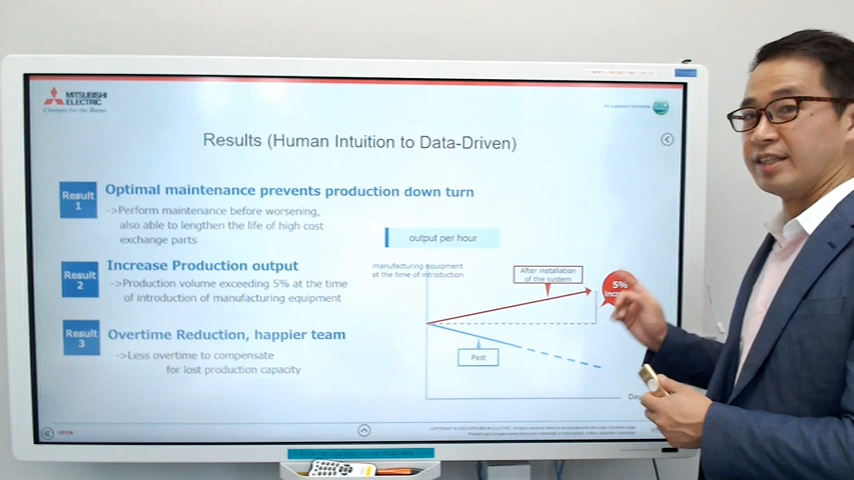 MITSUBISHI
ELECTRIC
Changes for the Better
Results (Human Intuition to Data-Driven)
Result
1
Optimal maintenance prevents production down turn
->Perform maintenance before worsening,
also able to lengthen the life of high cost
exchange parts
Result
2
Increase Production output
->Production volume exceeding 5% at the time
of introduction of manufacturing equipment
Result
3
Overtime Reduction, happier team
->Less overtime to compensate
for lost production capacity
output per hour
manufacturing equipment
at the time of introduction
After installation
of the system
5%
Past